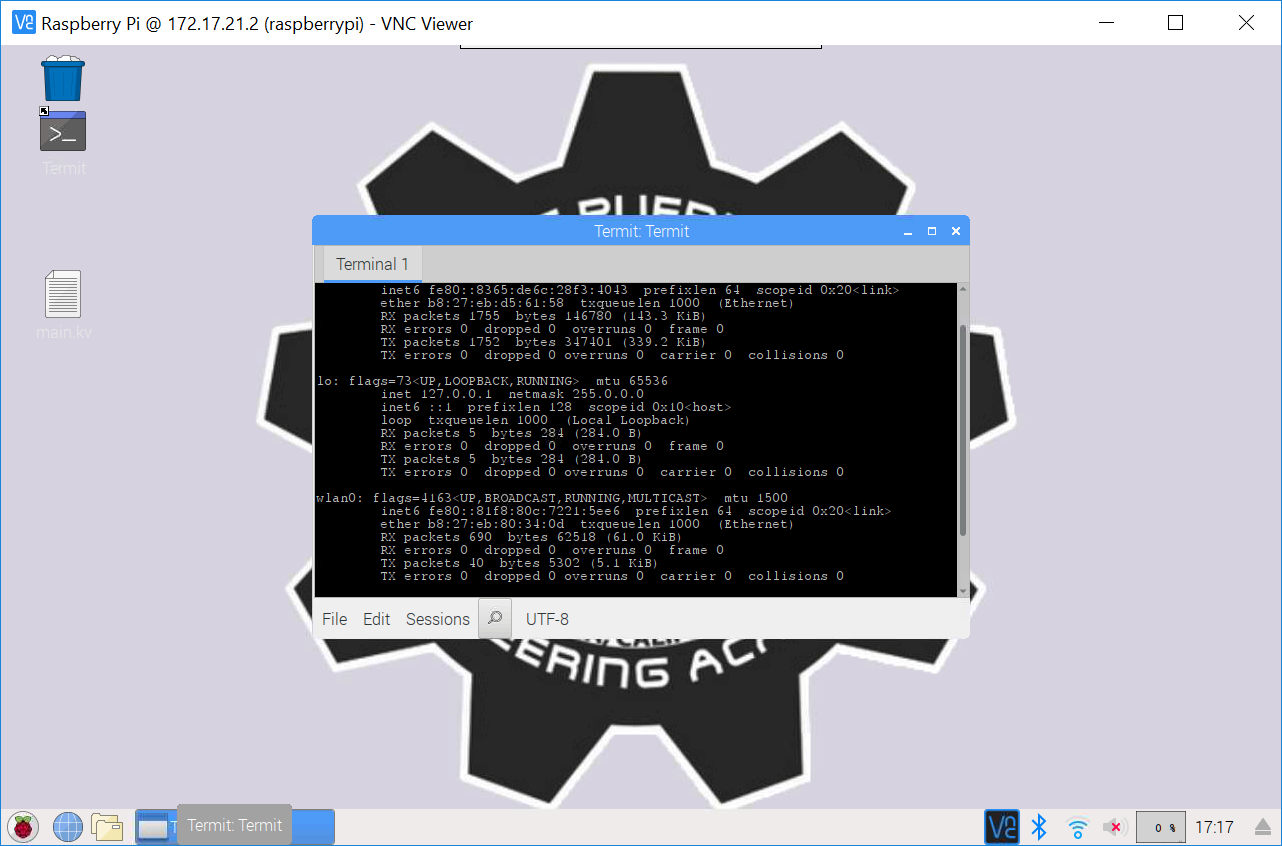 Raspberry Pi @ 172.17.21.2 (raspberrypi) - VNC Viewer
Termit
main.kv
Termit: Termit
Terminal 1
inet6 fe80::8365:de6c:28f3:4043  prefixlen 64  scopeid 0x20<link>
ether b8:27:eb:d5:61:58  txqueuelen 1000  (Ethernet)
RX packets 1755  bytes 146780 (143.3 KiB)
RX errors 0  dropped 0  overruns 0  frame 0
TX packets 1752  bytes 347401 (339.2 KiB)
TX errors 0  dropped 0 overruns 0  carrier 0  collisions 0
lo: flags=73<UP,LOOPBACK,RUNNING>  mtu 65536
inet 127.0.0.1  netmask 255.0.0.0
inet6 ::1  prefixlen 128  scopeid 0x10<host>
loop  txqueuelen 1000  (Local Loopback)
RX packets 5  bytes 284 (284.0 B)
RX errors 0  dropped 0  overruns 0  frame 0
TX packets 5  bytes 284 (284.0 B)
TX errors 0  dropped 0 overruns 0  carrier 0  collisions 0
wlan0: flags=4163<UP,BROADCAST,RUNNING,MULTICAST>  mtu 1500
inet6 fe80::81f8:80c:7221:5ee6  prefixlen 64  scopeid 0x20<link>
ether b8:27:eb:80:34:0d  txqueuelen 1000  (Ethernet)
RX packets 690  bytes 62518 (61.0 KiB)
RX errors 0  dropped 0  overruns 0  frame 0
TX packets 40  bytes 5302 (5.1 KiB)
TX errors 0  dropped 0 overruns 0  carrier 0  collisions 0
File Edit Sessions UTF-8
Termit: Termit
0 %
17:17